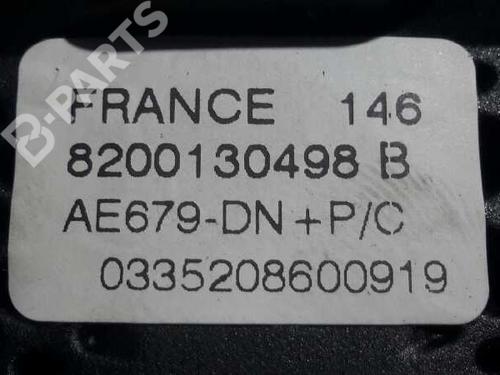 B-PARTS
FRANCE 146
8200130498 B
AE679-DN+P/C
0335208600919